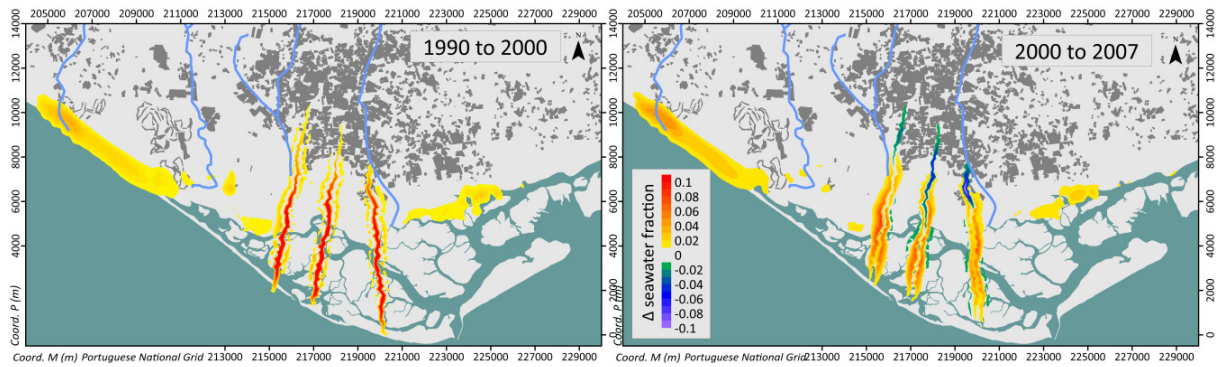 205000 207000 209000 211000 213000 215000 217000 219000 221000 223000 225000 227000 229000
205000 207000 209000 211000 213000 215000 217000 219000 221000 223000 225000 227000 229000
1990 to 2000
2000 to 2007
14000
12000
10000
8000
6000
4000
2000
0
14000
12000
10000
8000
6000
4000
2000
0
Δ seawater fraction
0.1
0.08
0.06
0.04
0.02
0
-0.02
-0.04
-0.06
-0.08
-0.1
Coord. P (m)
Coord. P (m)
Coord. M (m) Portuguese National Grid
213000 215000 217000 219000 221000 223000 225000 227000 229000
Coord. M (m) Portuguese National Grid
213000 215000 217000 219000 221000 223000 225000 227000 229000